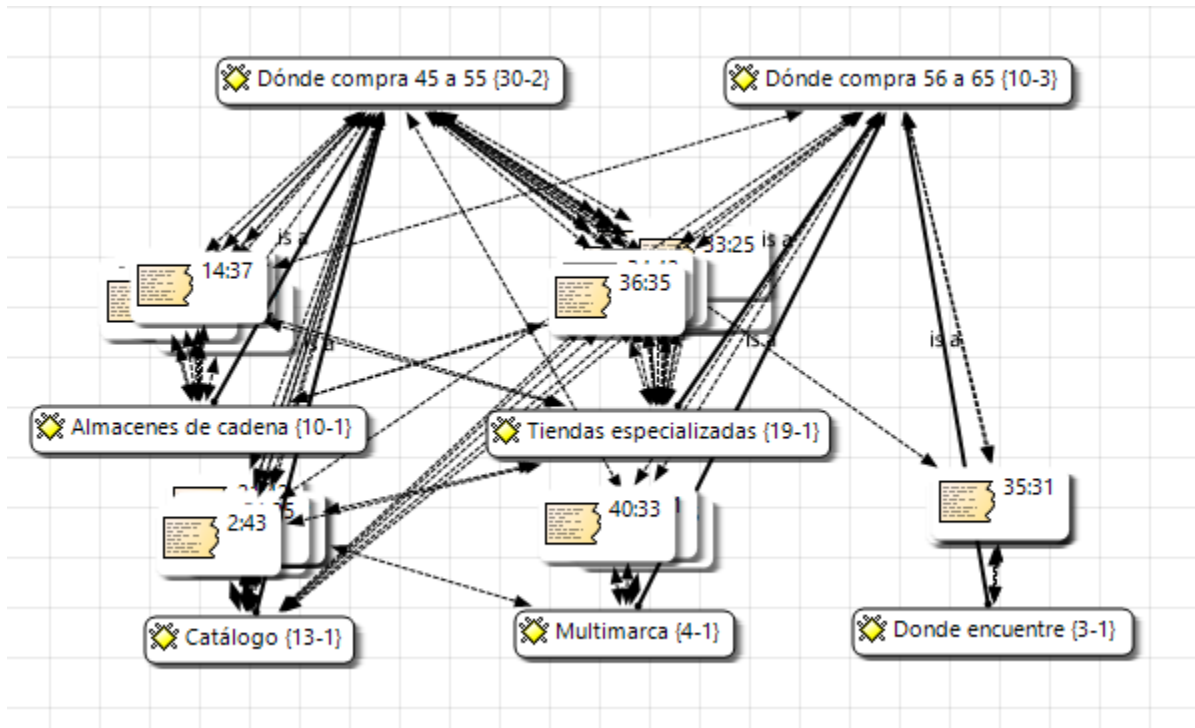 Dónde compra 45 a 55 {30-2}
Dónde compra 56 a 65 {10-3}
is a
33:25
is a
14:37
36:35
is a
is a
Almacenes de cadena {10-1}
Tiendas especializadas {19-1}
35:31
2:43
40:33
Catálogo {13-1}
Multimarca {4-1}
Donde encuentre {3-1}